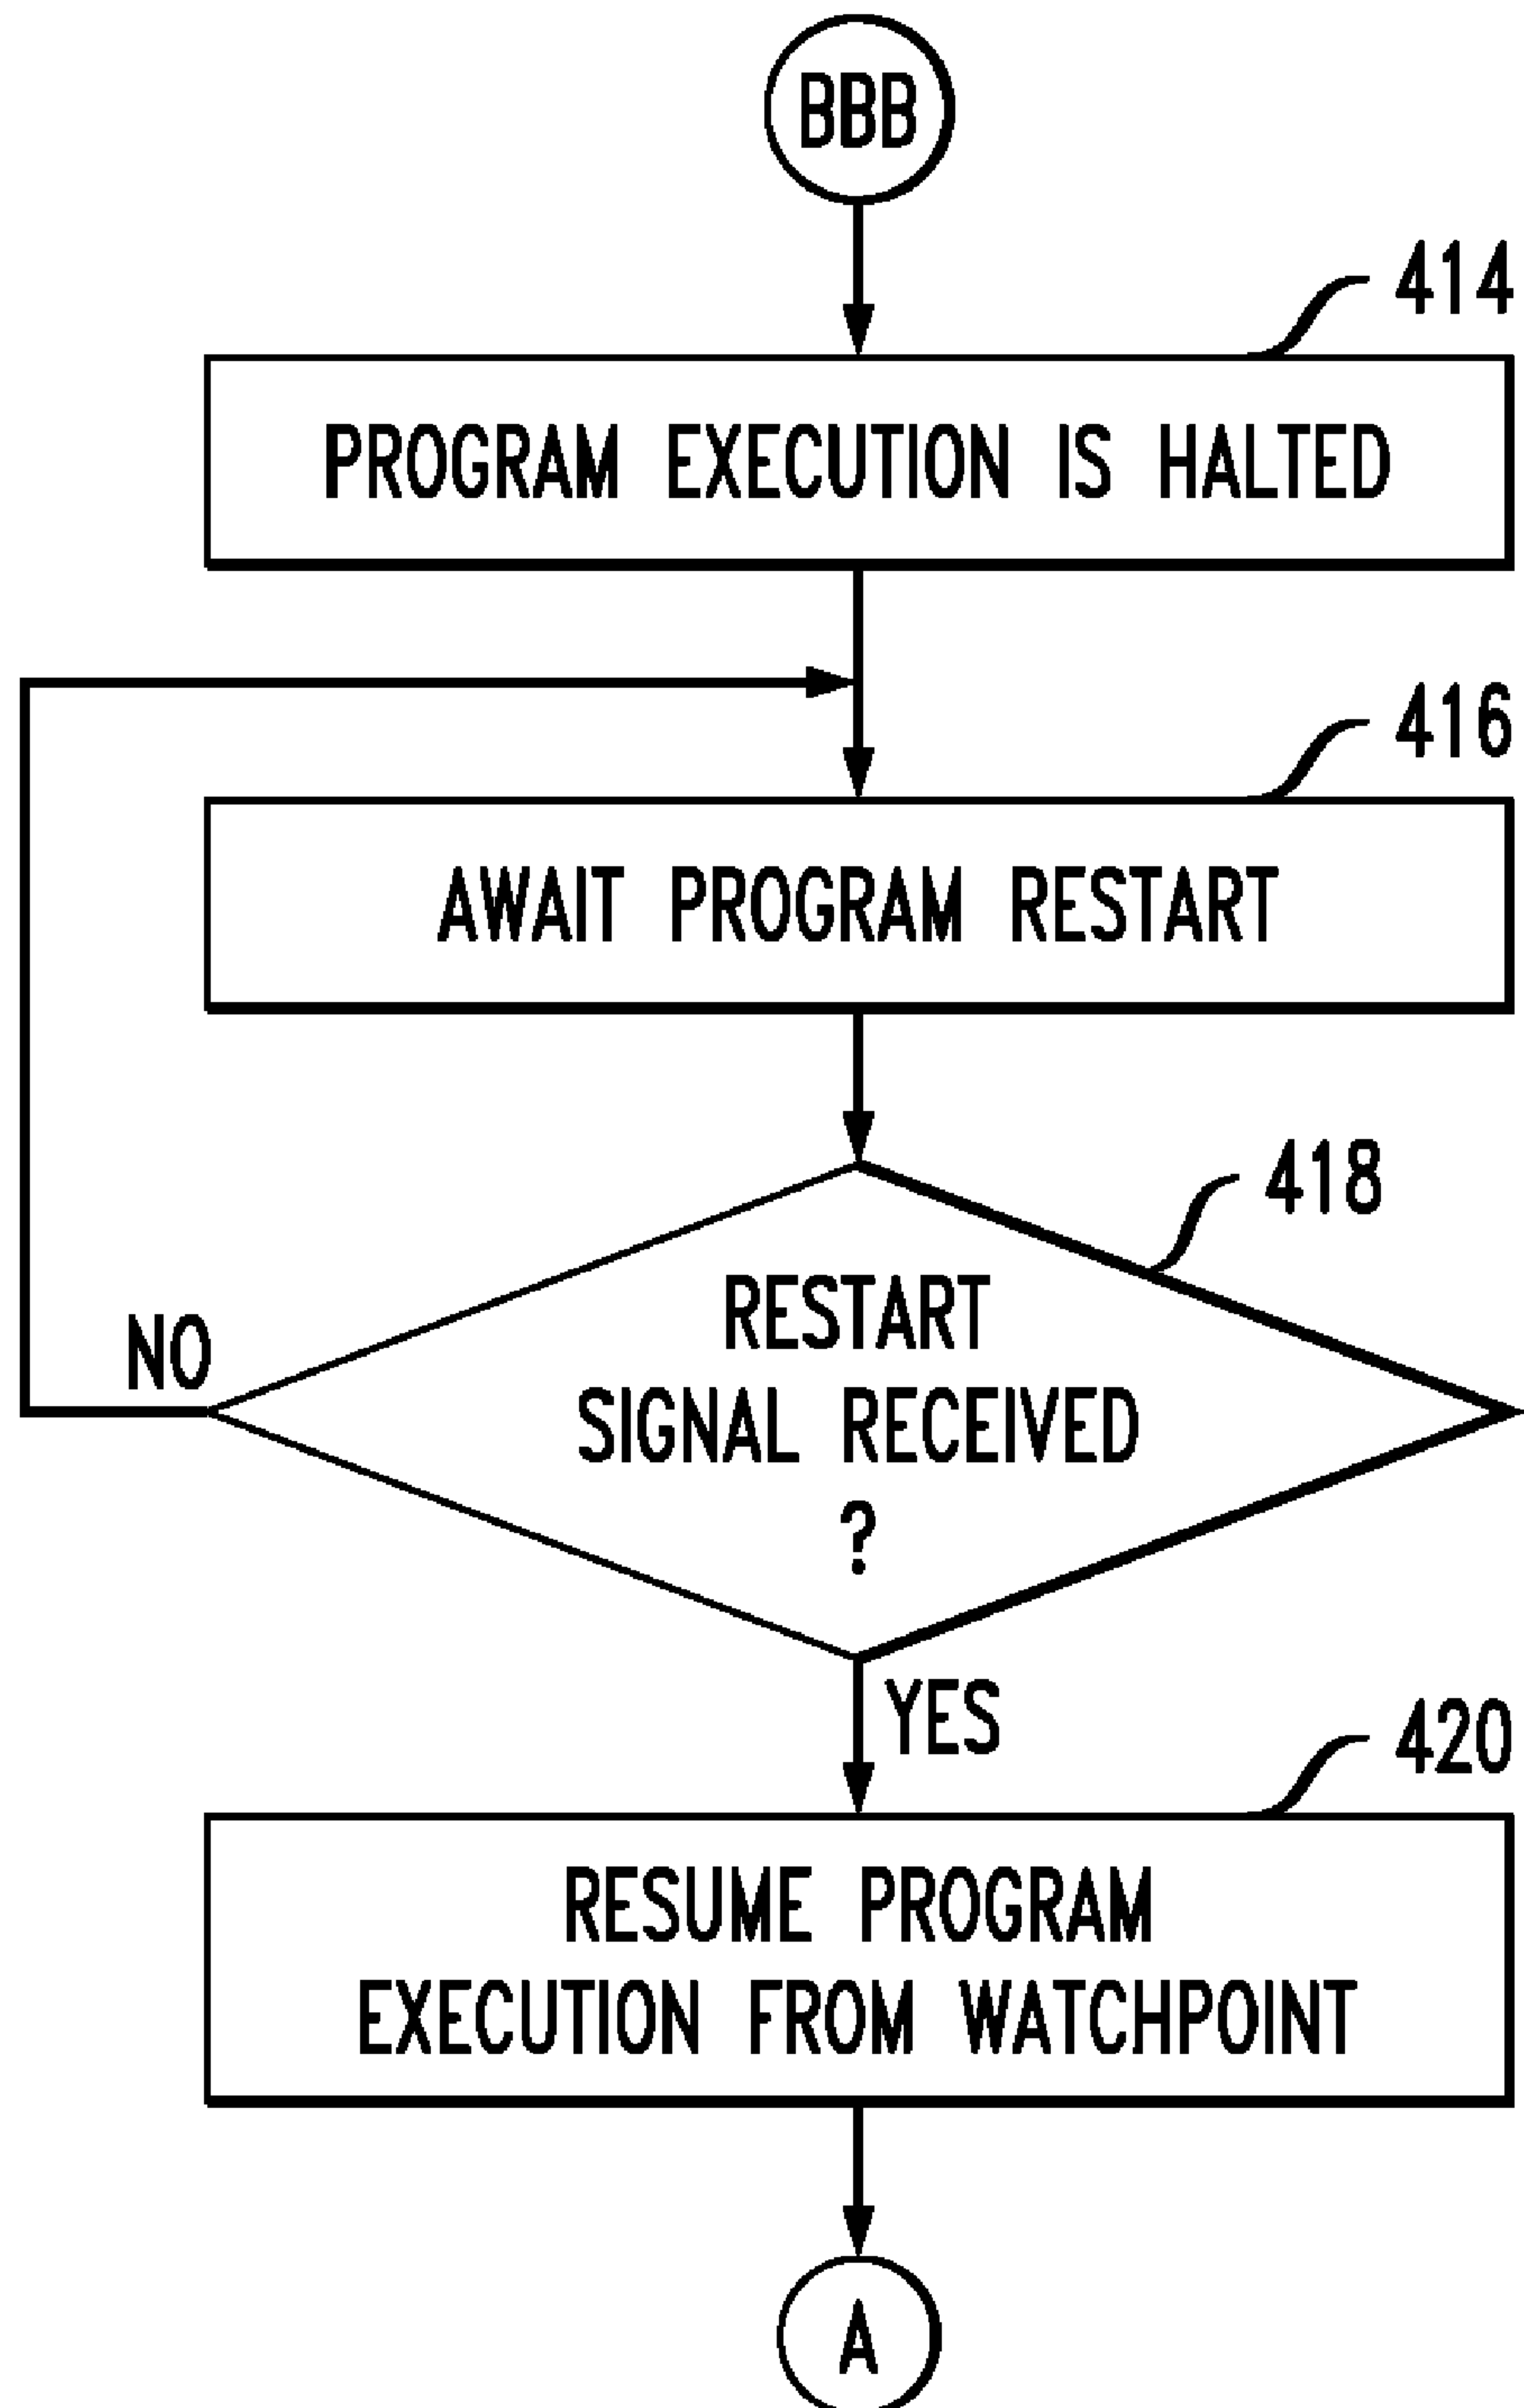 BBB
414
PROGRAM EXECUTION IS HALTED
416
AWAIT PROGRAM RESTART
418
RESTART
SIGNAL RECEIVED
?
NO
YES
420
RESUME PROGRAM
EXECUTION FROM WATCHPOINT
A